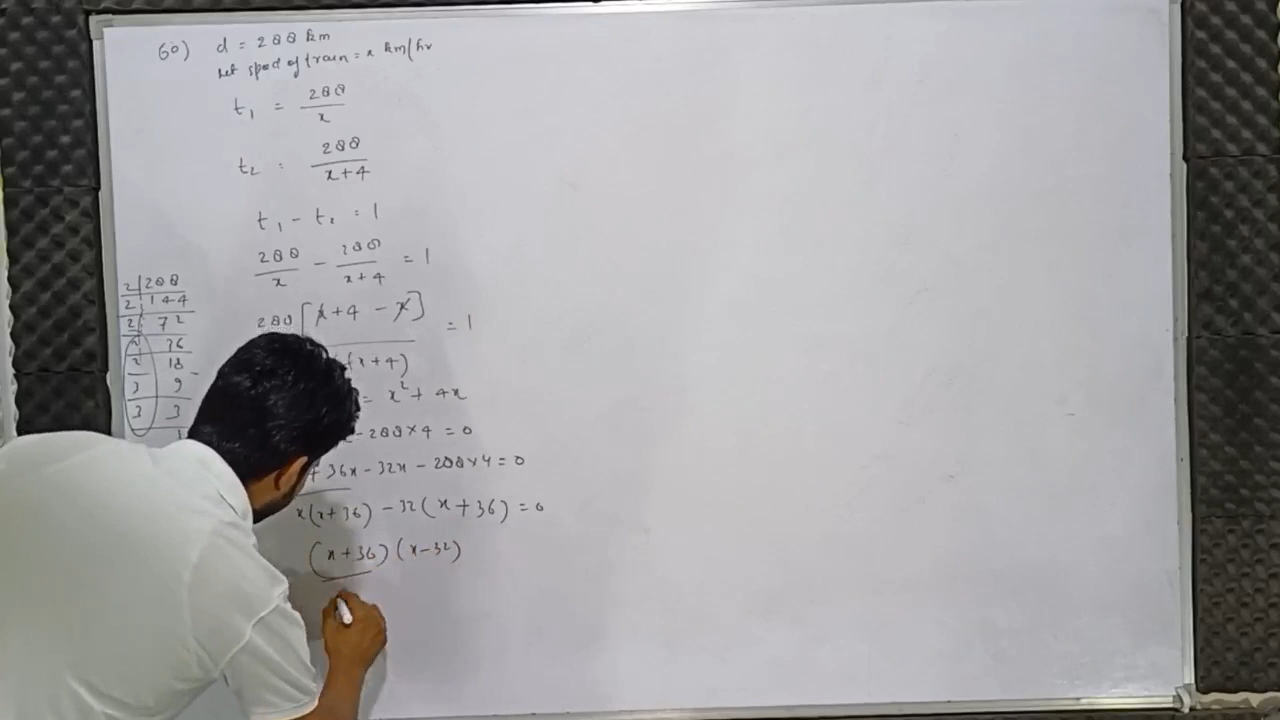 60) d = 288 km
let speed of train = x km/hr
t₁ = 288/x
t₂ = 288/x+4
t₁ - t₂ = 1
288/x - 288/x+4 = 1
288[x+4 - x] = 1
(x+4)
= x² + 4x
- 288×4 = 0
+ 36x - 32x - 288×4 = 0
x(x+36) - 32(x+36) = 0
(x+36)(x-32)
2 | 288
2 | 144
2 | 72
2 | 36
2 | 18
3 | 9
3 | 3